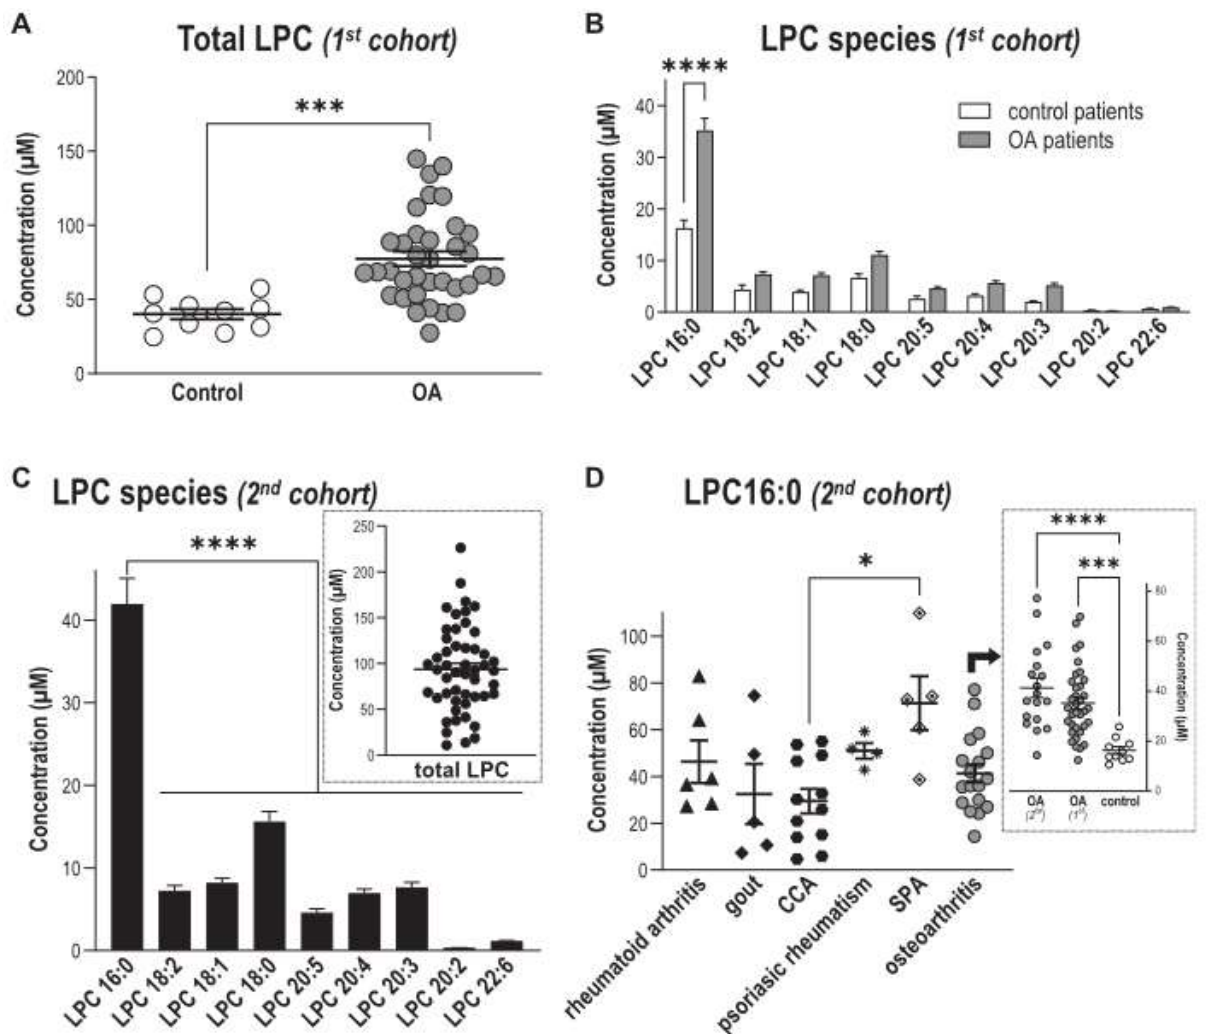 A
Total LPC (1st cohort)
200
150
100
50
0
Concentration (µM)
***
Control
OA
B
LPC species (1st cohort)
****
40
30
20
10
0
Concentration (µM)
control patients
OA patients
LPC 16:0
LPC 18:2
LPC 18:1
LPC 18:0
LPC 20:5
LPC 20:4
LPC 20:3
LPC 20:2
LPC 22:6
C
LPC species (2nd cohort)
****
40
30
20
10
0
Concentration (µM)
250
200
150
100
50
0
Concentration (µM)
total LPC
LPC 16:0
LPC 18:2
LPC 18:1
LPC 18:0
LPC 20:5
LPC 20:4
LPC 20:3
LPC 20:2
LPC 22:6
D
LPC16:0 (2nd cohort)
*
100
80
60
40
20
0
Concentration (µM)
rheumatoid arthritis
gout
CCA
psoriasic rheumatism
SPA
osteoarthritis
****
***
80
60
40
20
0
Concentration (µM)
OA
OA
control